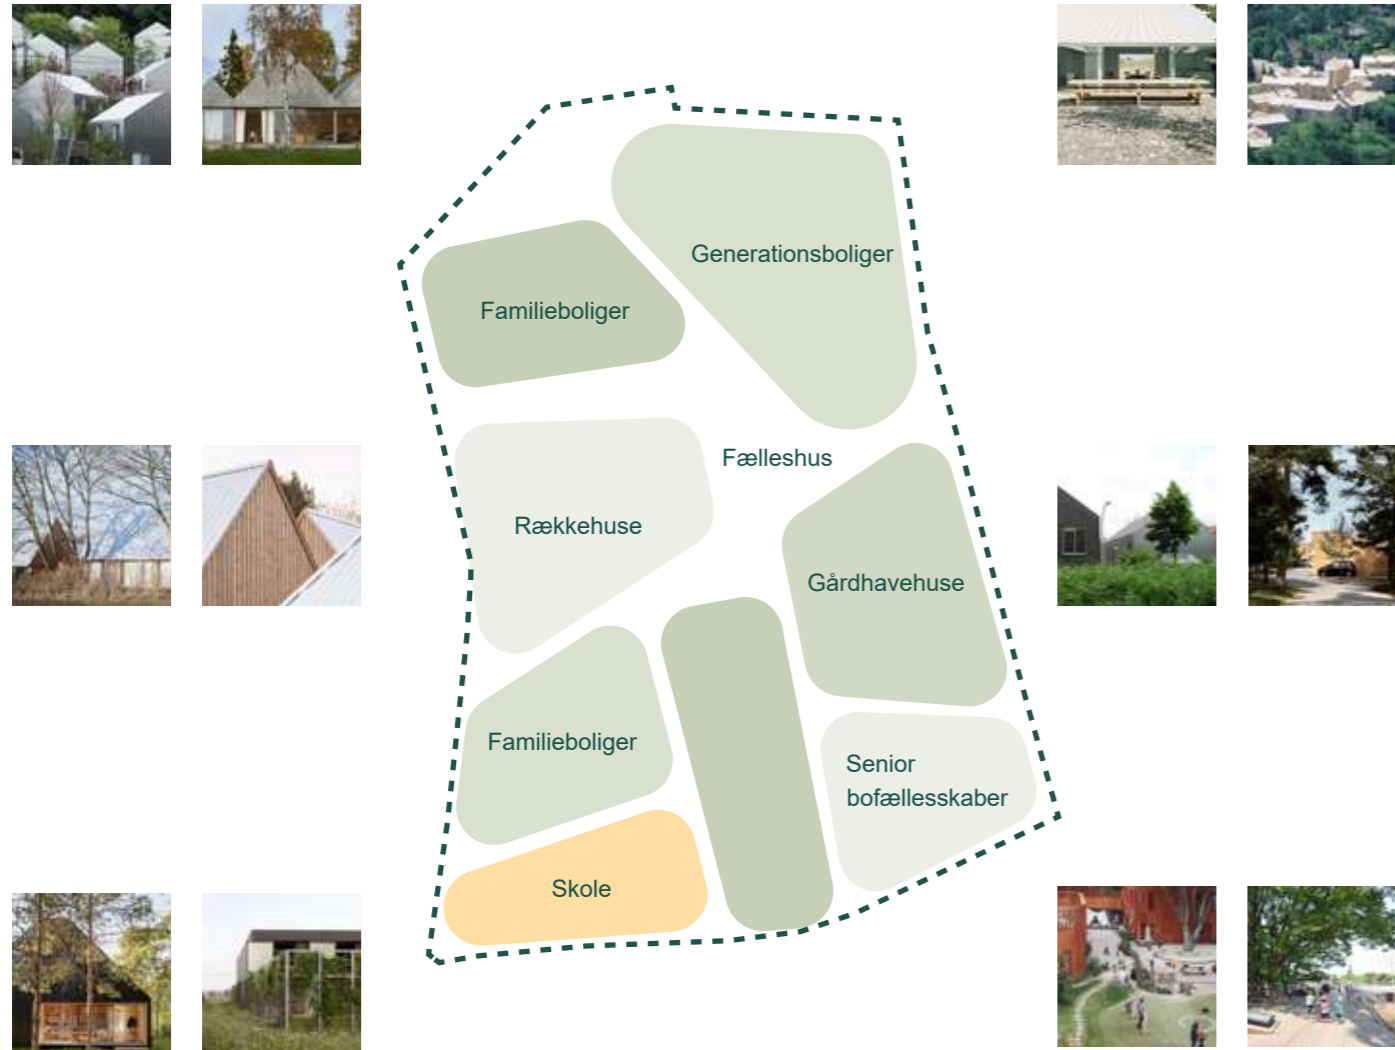 Generationsboliger
Familieboliger
Fælleshus
Rækkehuse
Gårdhavehuse
Familieboliger
Senior
bofællesskaber
Skole